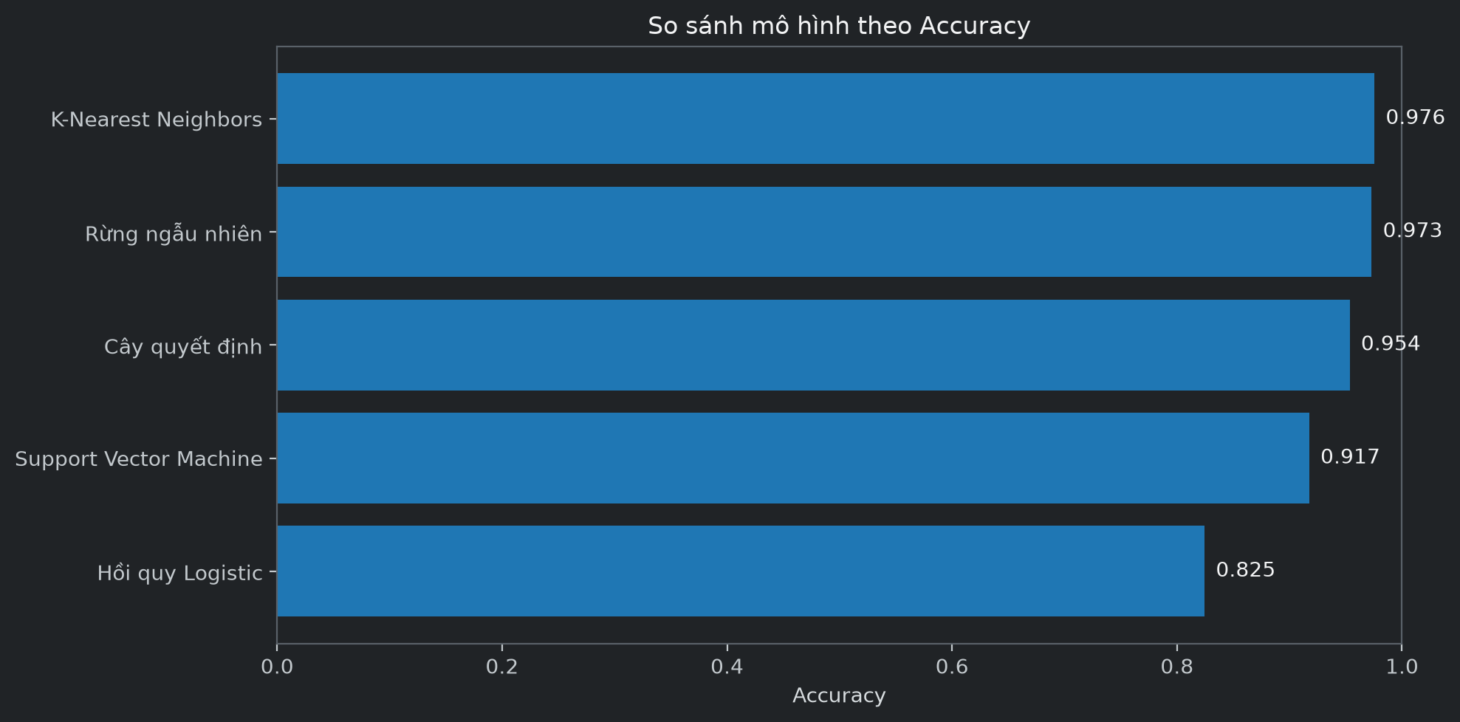 So sánh mô hình theo Accuracy
K-Nearest Neighbors
0.976
Rừng ngẫu nhiên
0.973
Cây quyết định
0.954
Support Vector Machine
0.917
Hồi quy Logistic
0.825
0.0 0.2 0.4 0.6 0.8 1.0
Accuracy